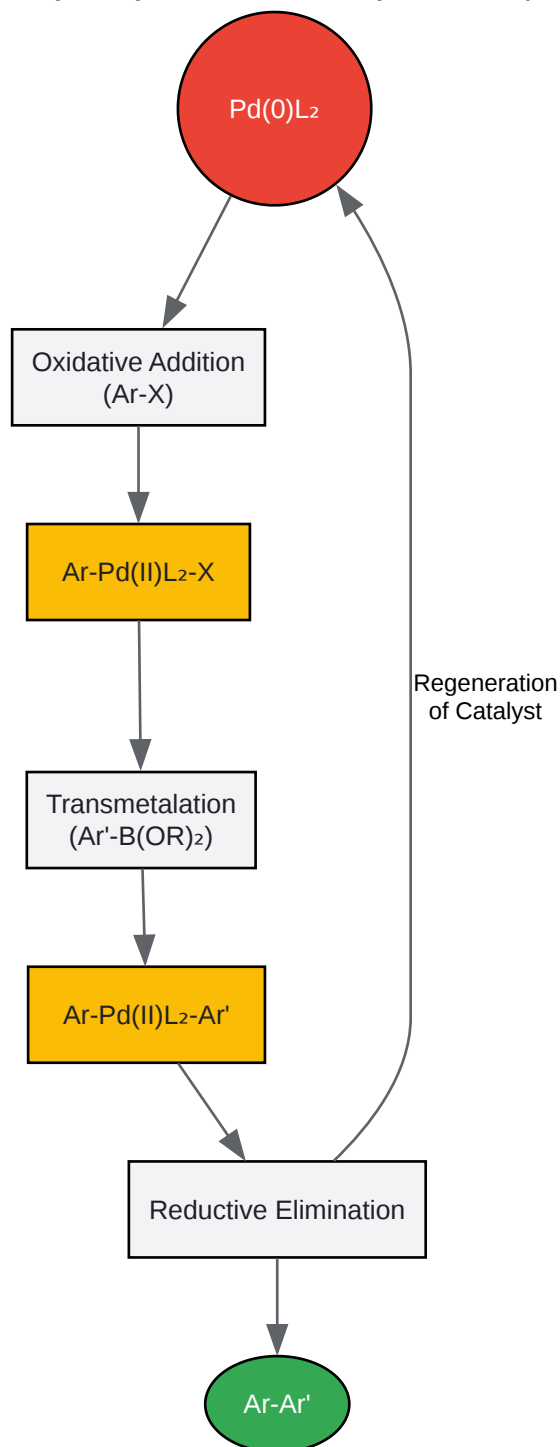 Pd(0)L₂
Oxidative Addition
(Ar-X)
Ar-Pd(II)L₂-X
Regeneration
of Catalyst
Transmetalation
(Ar'-B(OR)₂)
Ar-Pd(II)L₂-Ar'
Reductive Elimination
Ar-Ar'